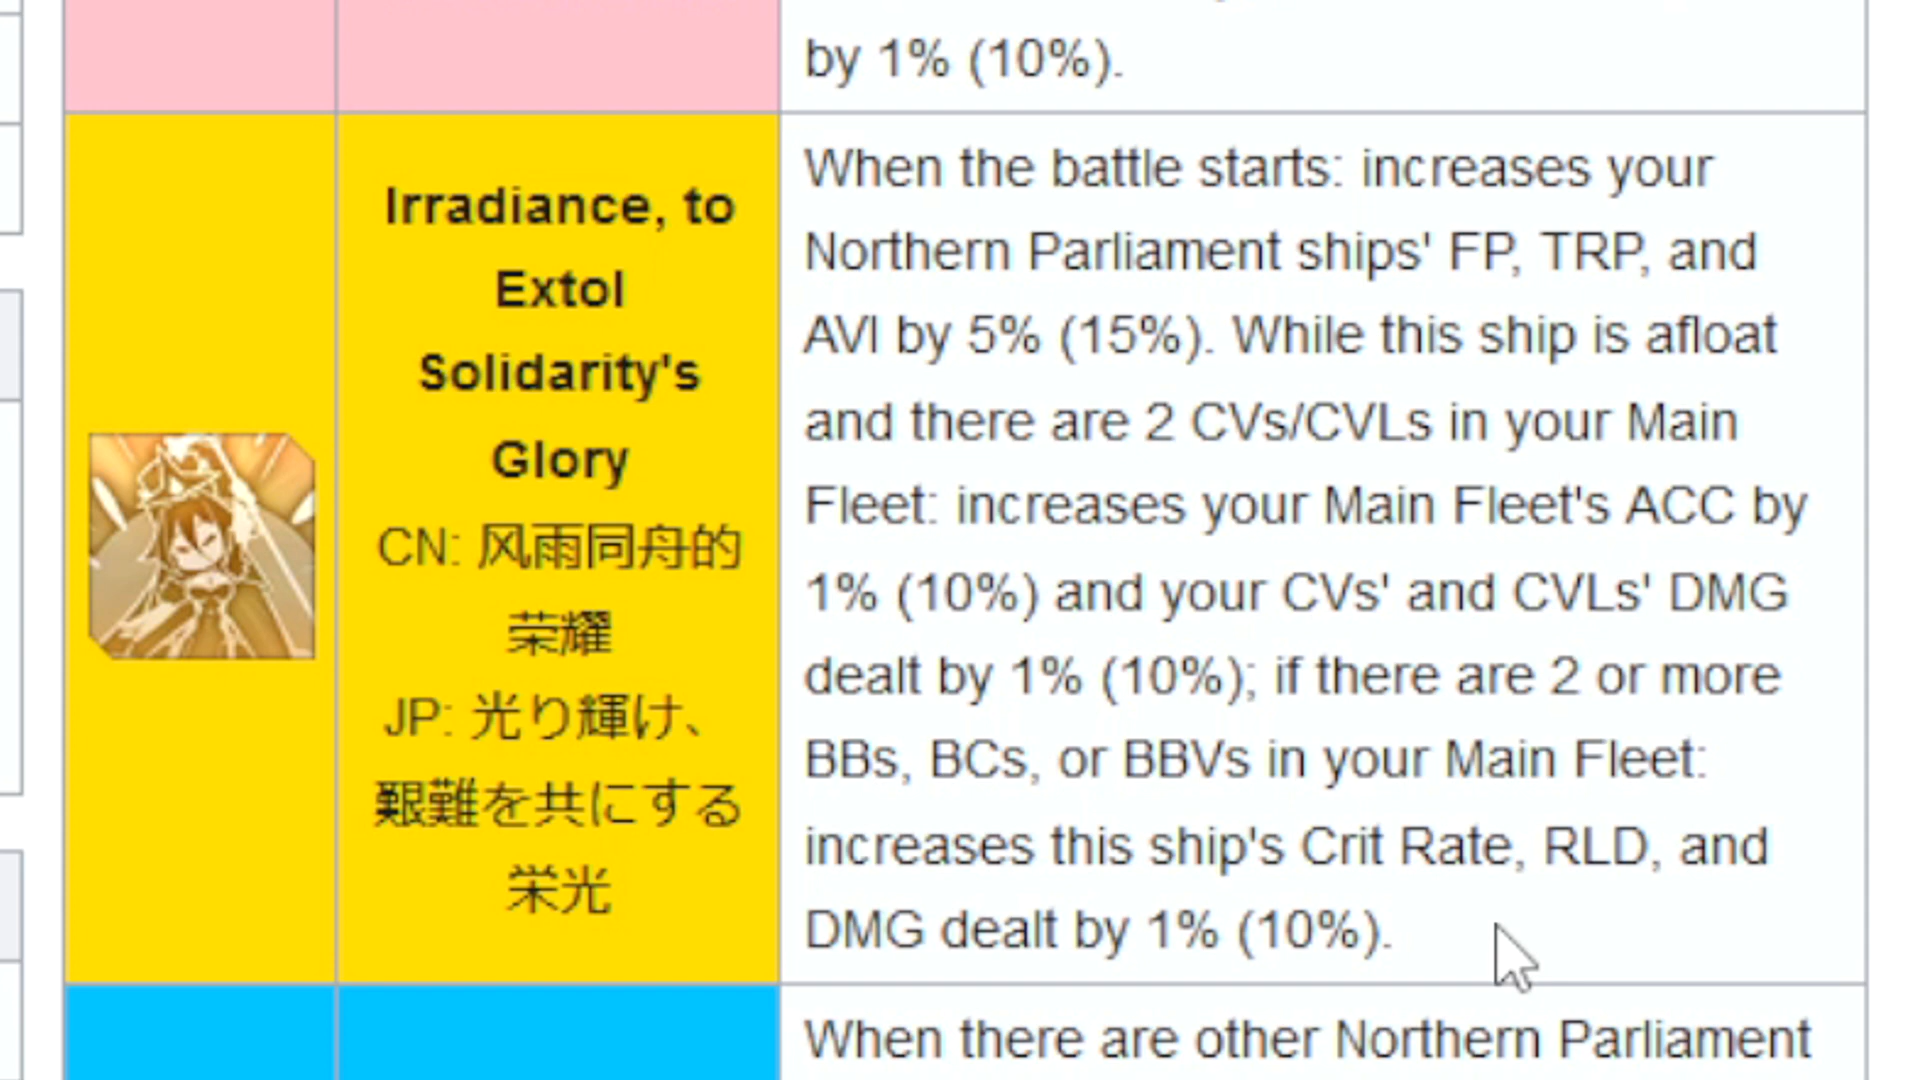 by 1% (10%).
Irradiance, to
Extol
Solidarity's
Glory
CN: 风雨同舟的
荣耀
JP: 光り輝け、
艱難を共にする
栄光
When the battle starts: increases your
Northern Parliament ships' FP, TRP, and
AVI by 5% (15%). While this ship is afloat
and there are 2 CVs/CVLs in your Main
Fleet: increases your Main Fleet's ACC by
1% (10%) and your CVs' and CVLs' DMG
dealt by 1% (10%); if there are 2 or more
BBs, BCs, or BBVs in your Main Fleet:
increases this ship's Crit Rate, RLD, and
DMG dealt by 1% (10%).
When there are other Northern Parliament